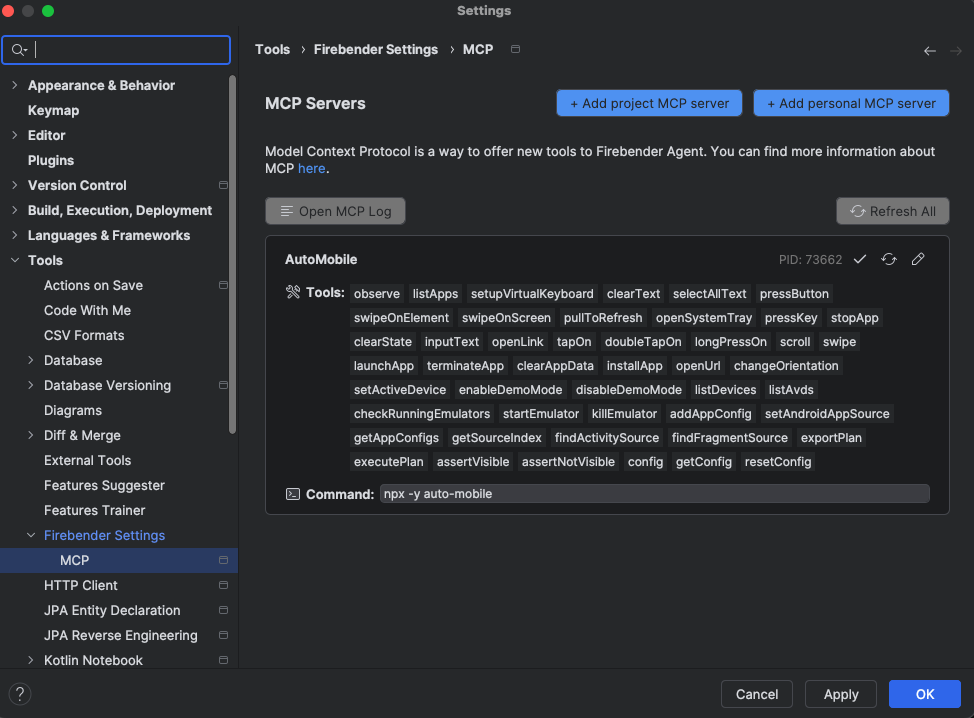 Settings
Appearance & Behavior
Keymap
Editor
Plugins
Version Control
Build, Execution, Deployment
Languages & Frameworks
Tools
Actions on Save
Code With Me
CSV Formats
Database
Database Versioning
Diagrams
Diff & Merge
External Tools
Features Suggester
Features Trainer
Firebender Settings
MCP
HTTP Client
JPA Entity Declaration
JPA Reverse Engineering
Kotlin Notebook
Tools › Firebender Settings › MCP
MCP Servers
+ Add project MCP server
+ Add personal MCP server
Model Context Protocol is a way to offer new tools to Firebender Agent. You can find more information about
MCP here.
Open MCP Log
Refresh All
AutoMobile
PID: 73662
Tools: observe listApps setupVirtualKeyboard clearText selectAllText pressButton
swipeOnElement swipeOnScreen pullToRefresh openSystemTray pressKey stopApp
clearState inputText openLink tapOn doubleTapOn longPressOn scroll swipe
launchApp terminateApp clearAppData installApp openUrl changeOrientation
setActiveDevice enableDemoMode disableDemoMode listDevices listAvds
checkRunningEmulators startEmulator killEmulator addAppConfig setAndroidAppSource
getAppConfigs getSourceIndex findActivitySource findFragmentSource exportPlan
executePlan assertVisible assertNotVisible config getConfig resetConfig
Command: npx -y auto-mobile
?
Cancel
Apply
OK